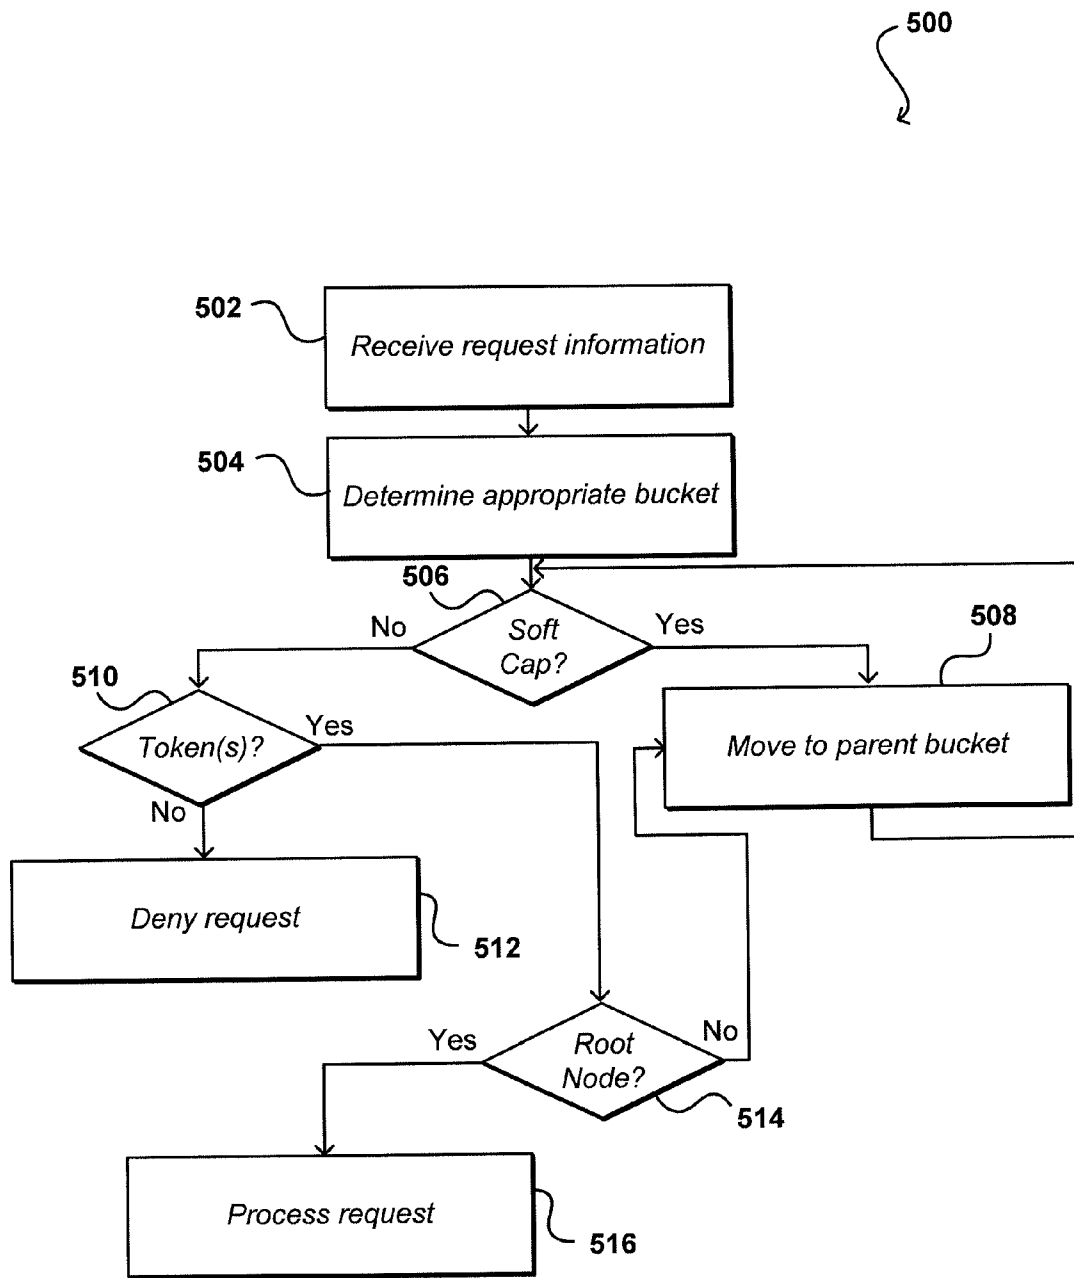 500
502
Receive request information
504
Determine appropriate bucket
506
No
Soft
Cap?
Yes
508
510
Token(s)?
Yes
No
Move to parent bucket
Deny request
512
Yes
Root
Node?
No
514
Process request
516